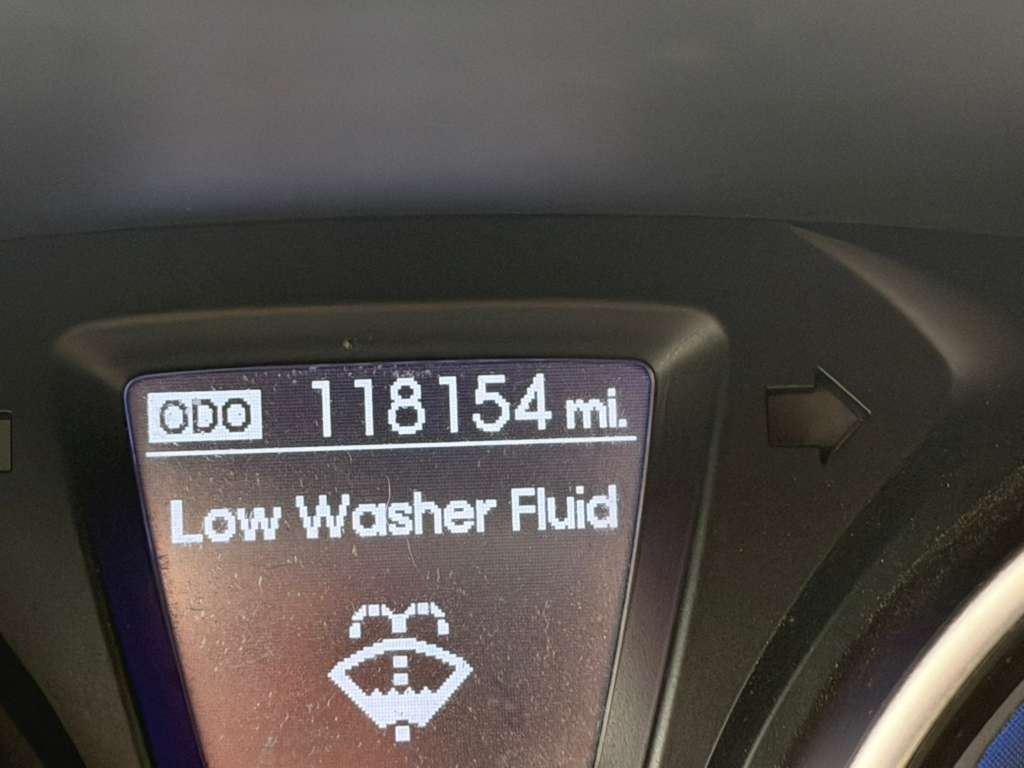 ODO 118154 mi.
Low Washer Fluid